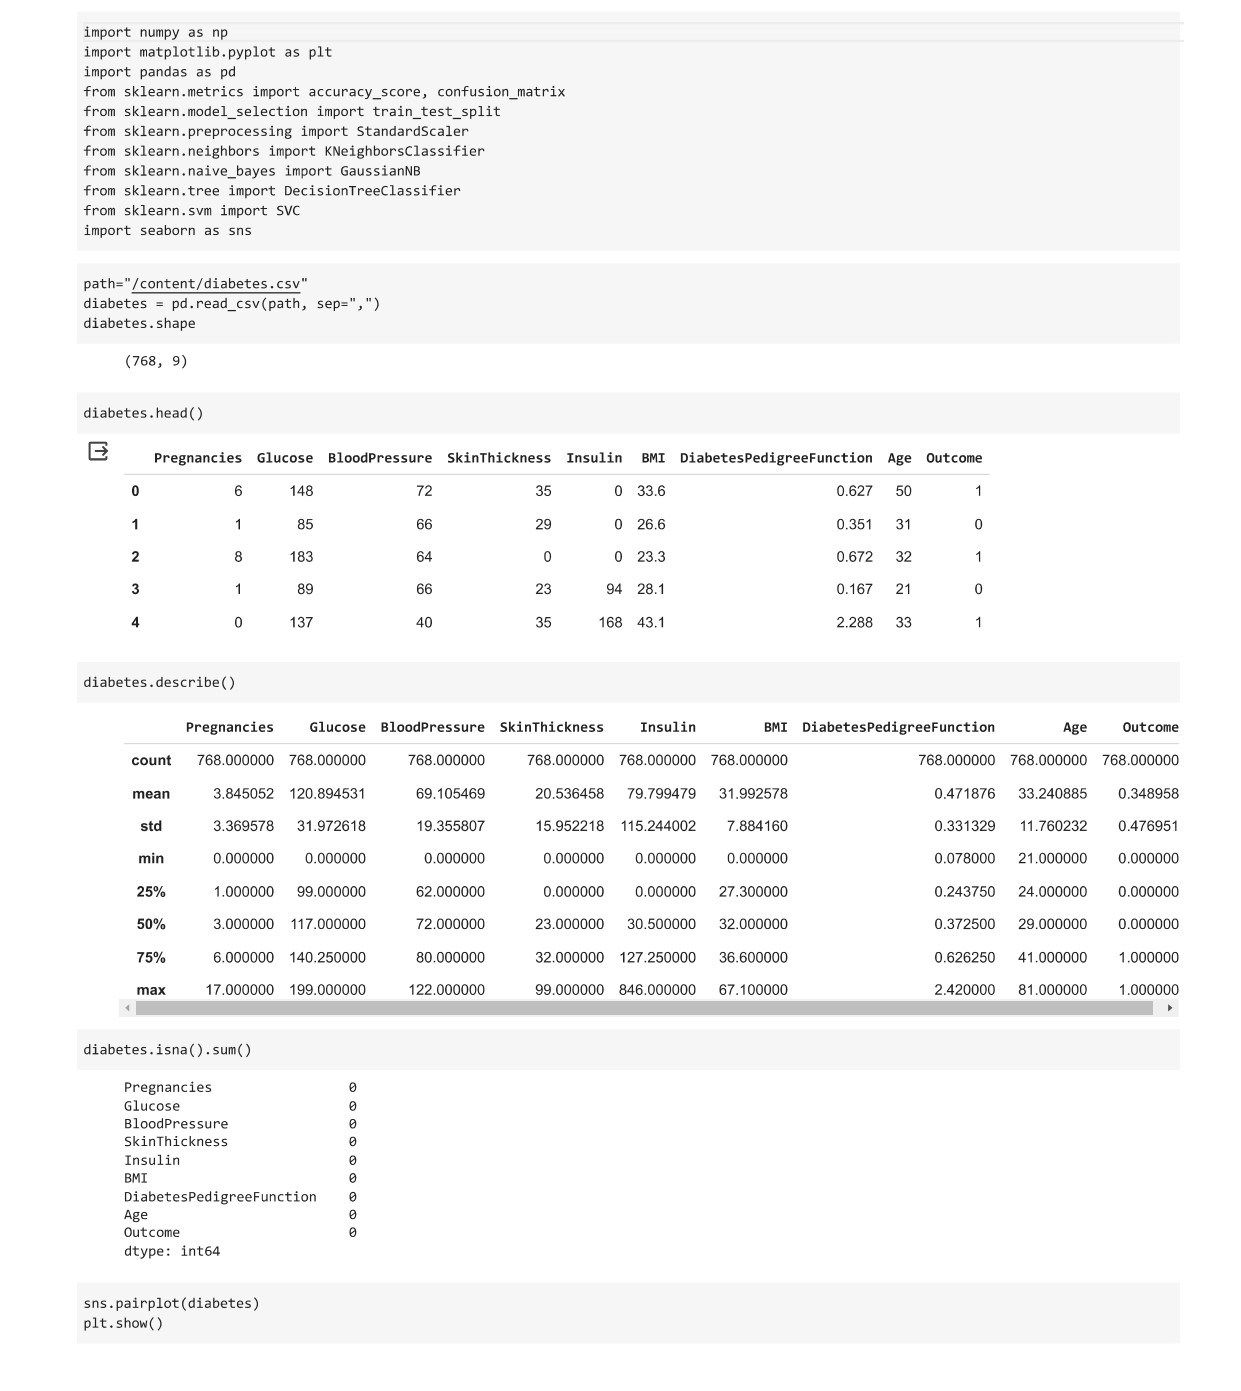 import numpy as np
import matplotlib.pyplot as plt
import pandas as pd
from sklearn.metrics import accuracy_score, confusion_matrix
from sklearn.model_selection import train_test_split
from sklearn.preprocessing import StandardScaler
from sklearn.neighbors import KNeighborsClassifier
from sklearn.naive_bayes import GaussianNB
from sklearn.tree import DecisionTreeClassifier
from sklearn.svm import SVC
import seaborn as sns
path="/content/diabetes.csv"
diabetes = pd.read_csv(path, sep=",")
diabetes.shape
(768, 9)
diabetes.head()
Pregnancies Glucose BloodPressure SkinThickness Insulin BMI DiabetesPedigreeFunction Age Outcome
0 6 148 72 35 0 33.6 0.627 50 1
1 1 85 66 29 0 26.6 0.351 31 0
2 8 183 64 0 0 23.3 0.672 32 1
3 1 89 66 23 94 28.1 0.167 21 0
4 0 137 40 35 168 43.1 2.288 33 1
diabetes.describe()
Pregnancies Glucose BloodPressure SkinThickness Insulin BMI DiabetesPedigreeFunction Age Outcome
count 768.000000 768.000000 768.000000 768.000000 768.000000 768.000000 768.000000 768.000000 768.000000
mean 3.845052 120.894531 69.105469 20.536458 79.799479 31.992578 0.471876 33.240885 0.348958
std 3.369578 31.972618 19.355807 15.952218 115.244002 7.884160 0.331329 11.760232 0.476951
min 0.000000 0.000000 0.000000 0.000000 0.000000 0.000000 0.078000 21.000000 0.000000
25% 1.000000 99.000000 62.000000 0.000000 0.000000 27.300000 0.243750 24.000000 0.000000
50% 3.000000 117.000000 72.000000 23.000000 30.500000 32.000000 0.372500 29.000000 0.000000
75% 6.000000 140.250000 80.000000 32.000000 127.250000 36.600000 0.626250 41.000000 1.000000
max 17.000000 199.000000 122.000000 99.000000 846.000000 67.100000 2.420000 81.000000 1.000000
diabetes.isna().sum()
Pregnancies 0
Glucose 0
BloodPressure 0
SkinThickness 0
Insulin 0
BMI 0
DiabetesPedigreeFunction 0
Age 0
Outcome 0
dtype: int64
sns.pairplot(diabetes)
plt.show()